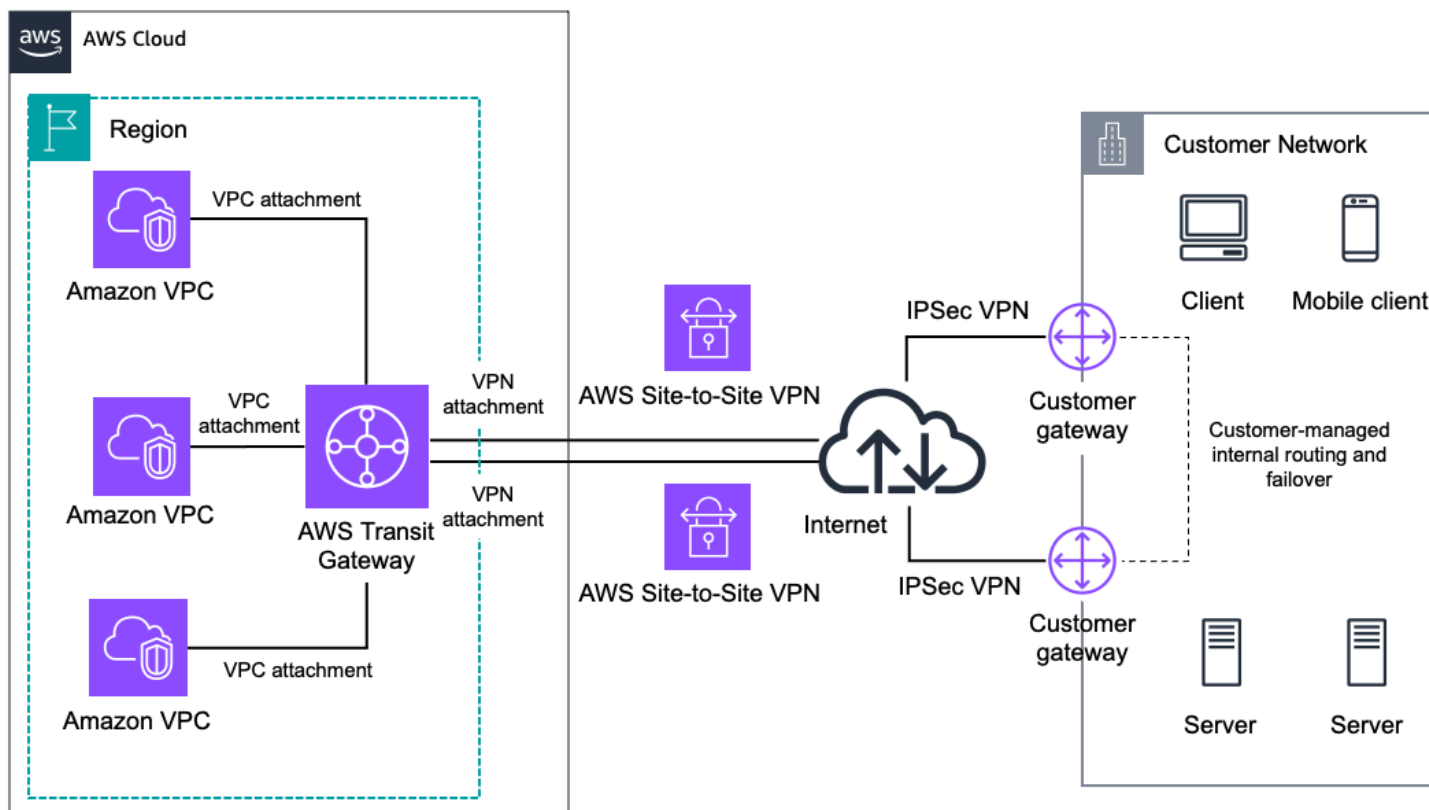 aws
AWS Cloud
Region
VPC attachment
Amazon VPC
VPC
attachment
Amazon VPC
AWS Transit
Gateway
VPC attachment
Amazon VPC
VPN
attachment
VPN
attachment
AWS Site-to-Site VPN
AWS Site-to-Site VPN
Internet
IPSec VPN
IPSec VPN
Customer Network
Client
Mobile client
Customer
gateway
Customer-managed
internal routing and
failover
Customer
gateway
Server
Server